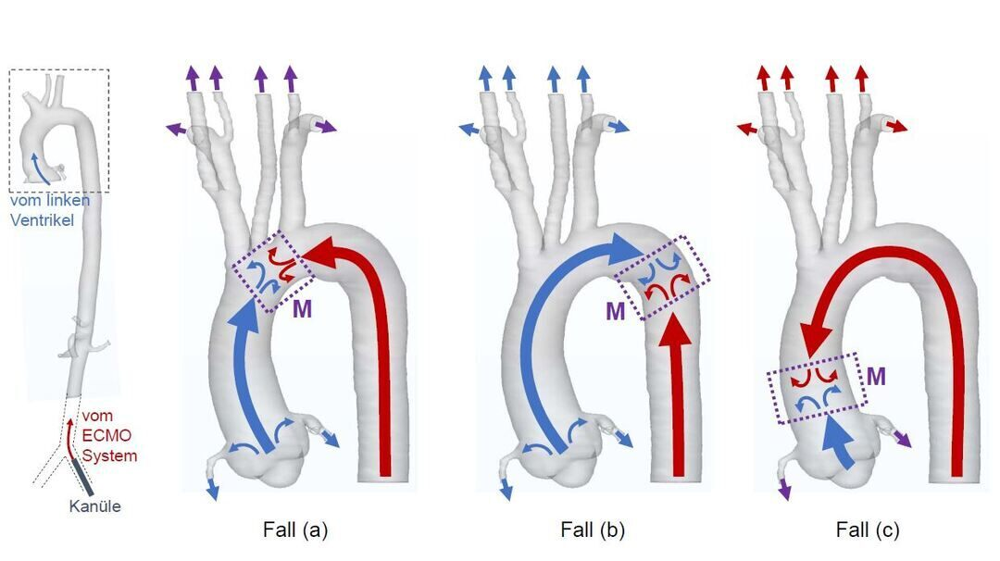 vom linken
Ventrikel
vom
ECMO
System
Kanüle
M
M
M
Fall (a)
Fall (b)
Fall (c)